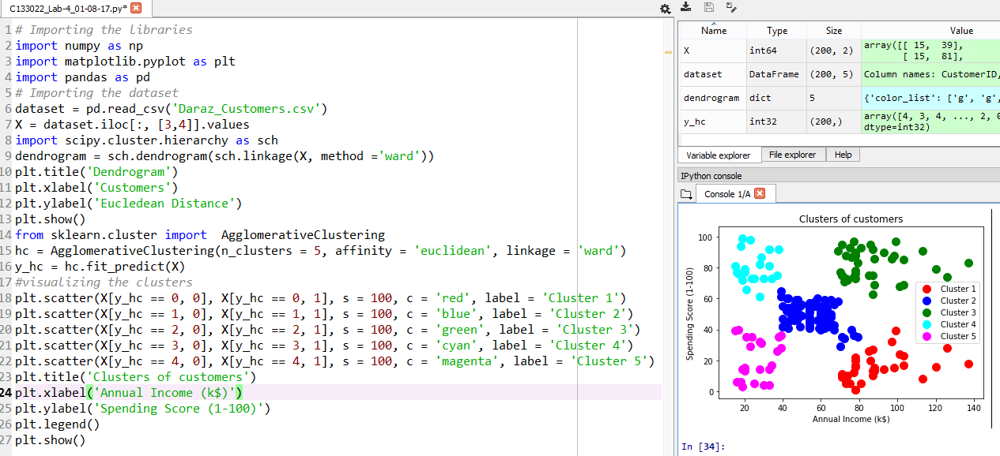 C133022_Lab-4_01-08-17.py*
1 # Importing the libraries
2 import numpy as np
3 import matplotlib.pyplot as plt
4 import pandas as pd
5 # Importing the dataset
6 dataset = pd.read_csv('Daraz_Customers.csv')
7 X = dataset.iloc[:, [3,4]].values
8 import scipy.cluster.hierarchy as sch
9 dendrogram = sch.dendrogram(sch.linkage(X, method ='ward'))
10 plt.title('Dendrogram')
11 plt.xlabel('Customers')
12 plt.ylabel('Eucledean Distance')
13 plt.show()
14 from sklearn.cluster import  AgglomerativeClustering
15 hc = AgglomerativeClustering(n_clusters = 5, affinity = 'euclidean', linkage = 'ward')
16 y_hc = hc.fit_predict(X)
17 #visualizing the clusters
18 plt.scatter(X[y_hc == 0, 0], X[y_hc == 0, 1], s = 100, c = 'red', label = 'Cluster 1')
19 plt.scatter(X[y_hc == 1, 0], X[y_hc == 1, 1], s = 100, c = 'blue', label = 'Cluster 2')
20 plt.scatter(X[y_hc == 2, 0], X[y_hc == 2, 1], s = 100, c = 'green', label = 'Cluster 3')
21 plt.scatter(X[y_hc == 3, 0], X[y_hc == 3, 1], s = 100, c = 'cyan', label = 'Cluster 4')
22 plt.scatter(X[y_hc == 4, 0], X[y_hc == 4, 1], s = 100, c = 'magenta', label = 'Cluster 5')
23 plt.title('Clusters of customers')
24 plt.xlabel('Annual Income (k$)')
25 plt.ylabel('Spending Score (1-100)')
26 plt.legend()
27 plt.show()
Name Type Size Value
X int64 (200, 2) array([[ 15,  39],
[ 15,  81],
dataset DataFrame (200, 5) Column names: CustomerID,
dendrogram dict 5 {'color_list': ['g', 'g',
y_hc int32 (200,) array([4, 3, 4, ..., 2, 0
dtype=int32)
Variable explorer File explorer Help
IPython console
Console 1/A
Clusters of customers
100
80
60
40
20
0
Spending Score (1-100)
Cluster 1
Cluster 2
Cluster 3
Cluster 4
Cluster 5
20 40 60 80 100 120 140
Annual Income (k$)
In [34]: